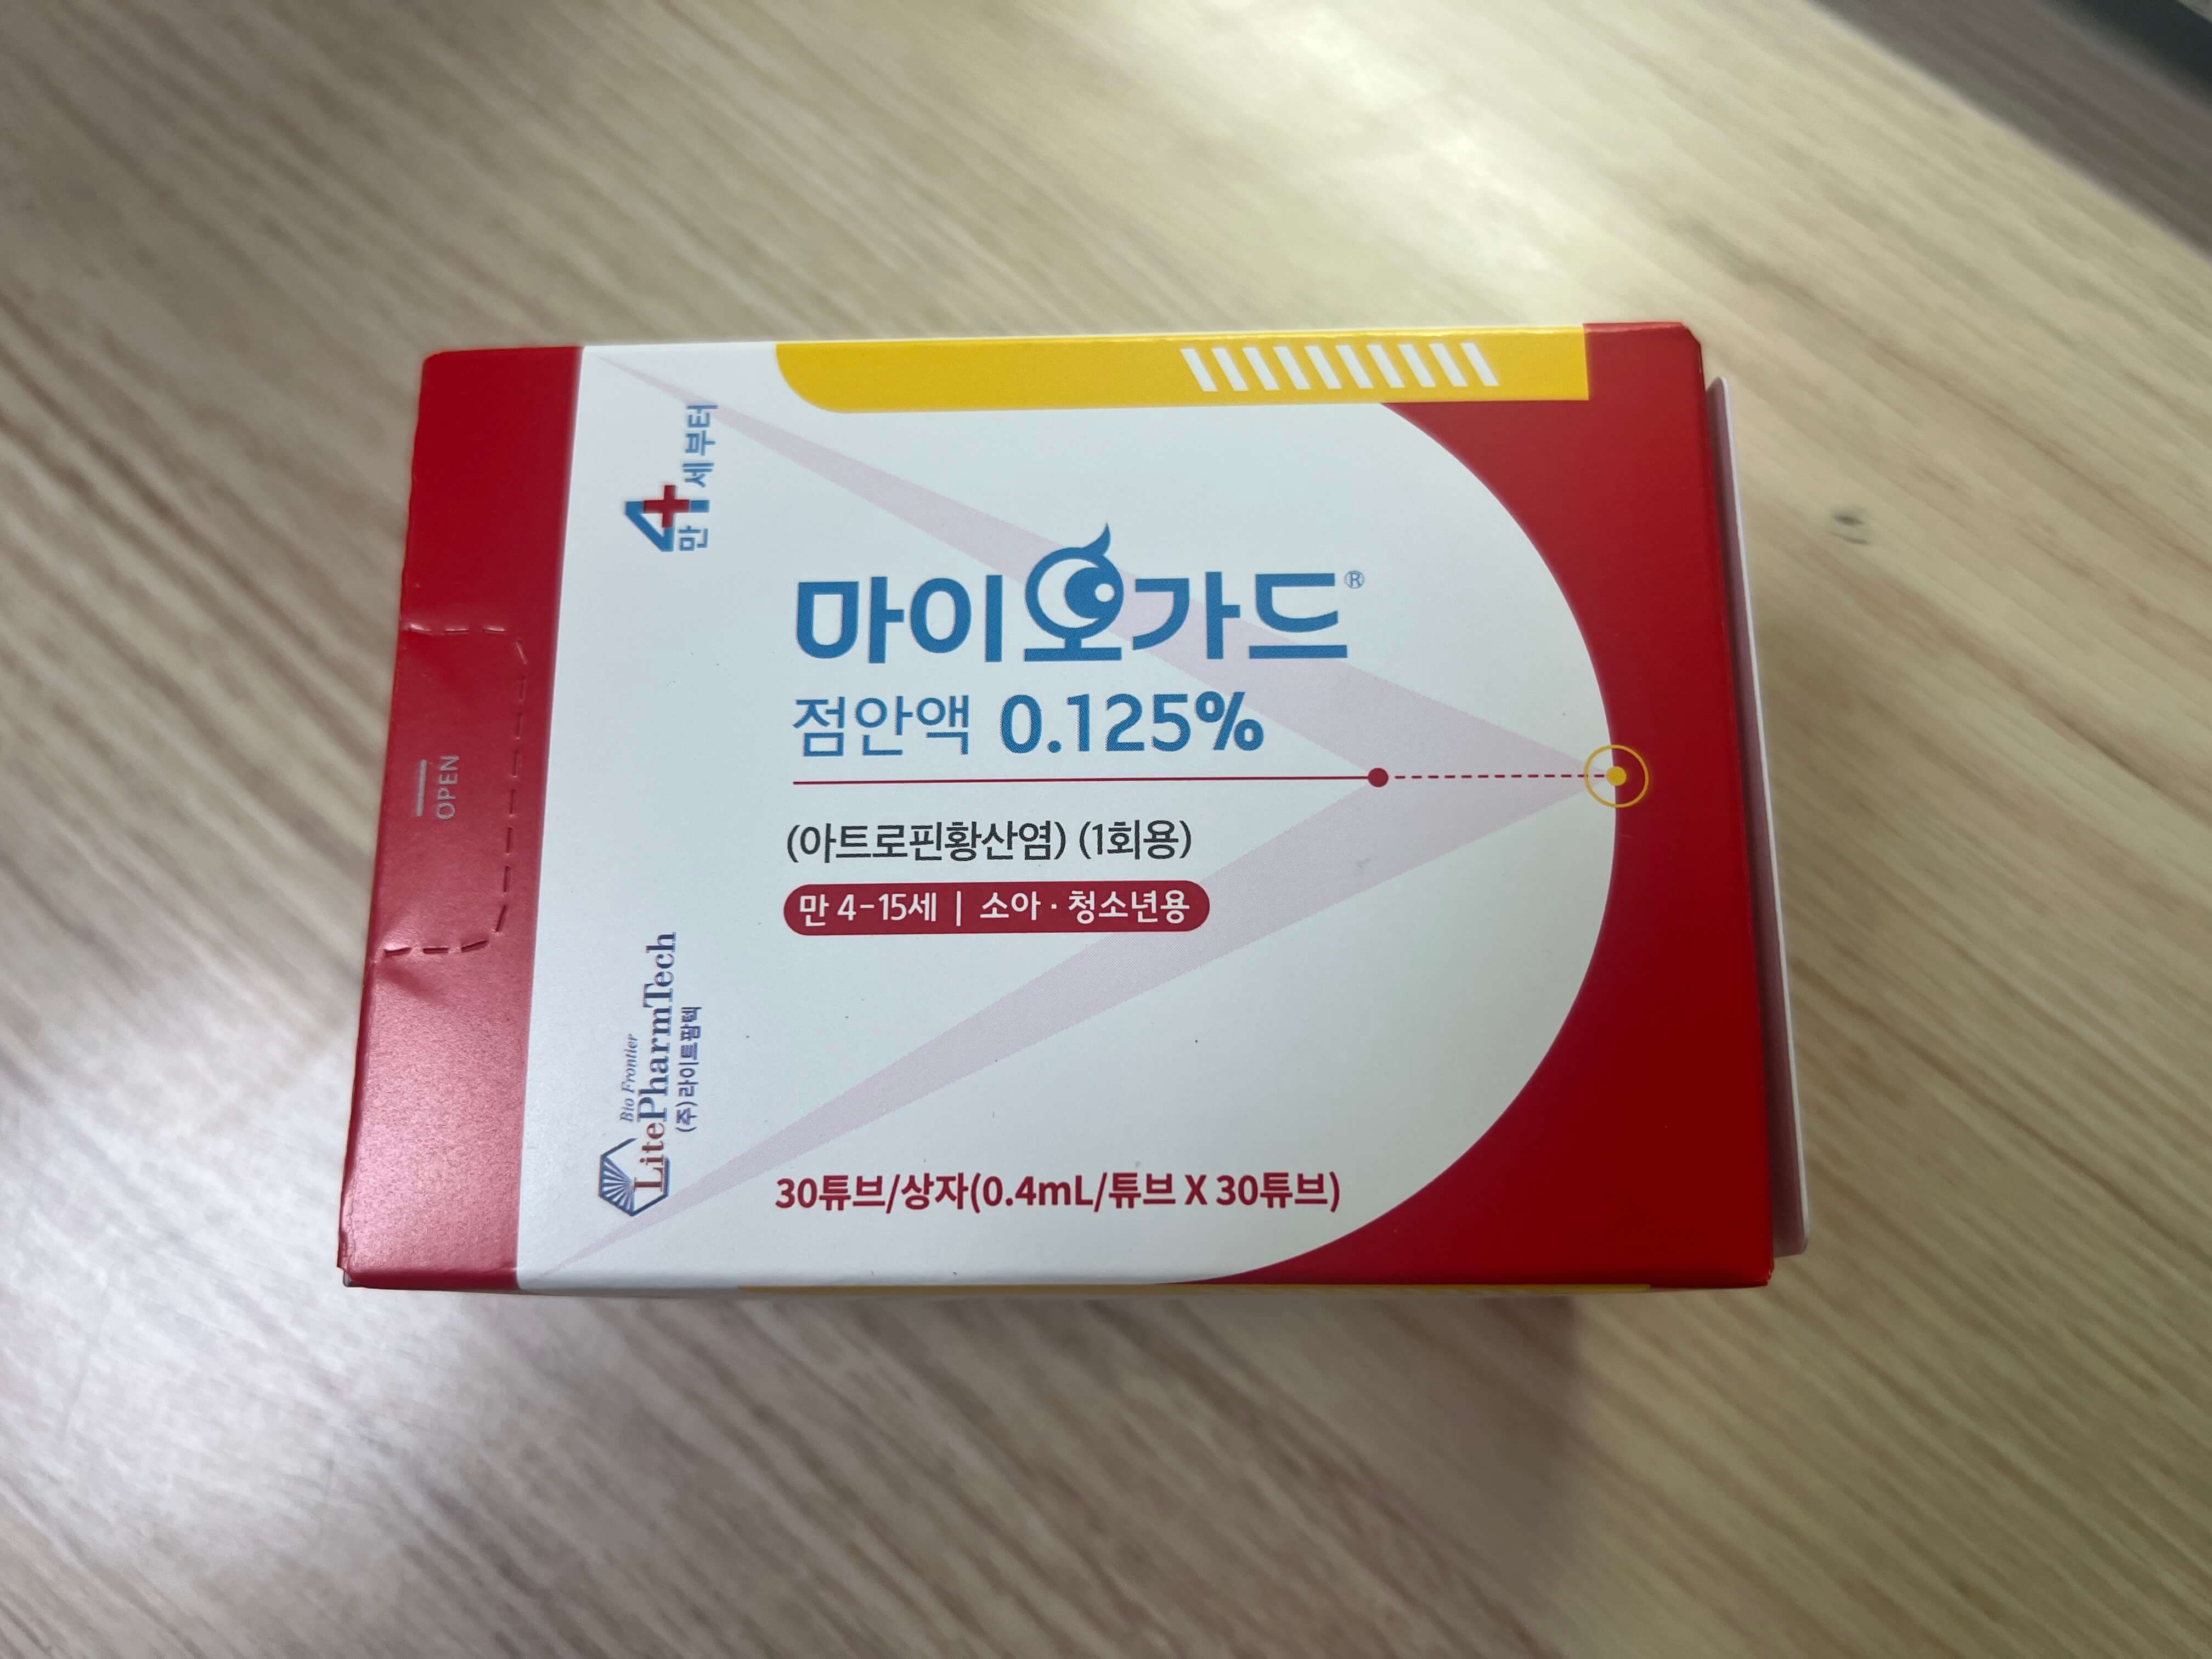 만 4+ 세부터
마이오가드®
점안액 0.125%
(아트로핀황산염) (1회용)
만 4-15세 | 소아·청소년용
30튜브/상자(0.4mL/튜브 X 30튜브)
Bio Frontier
LitePharmTech
(주)라이트팜텍
OPEN